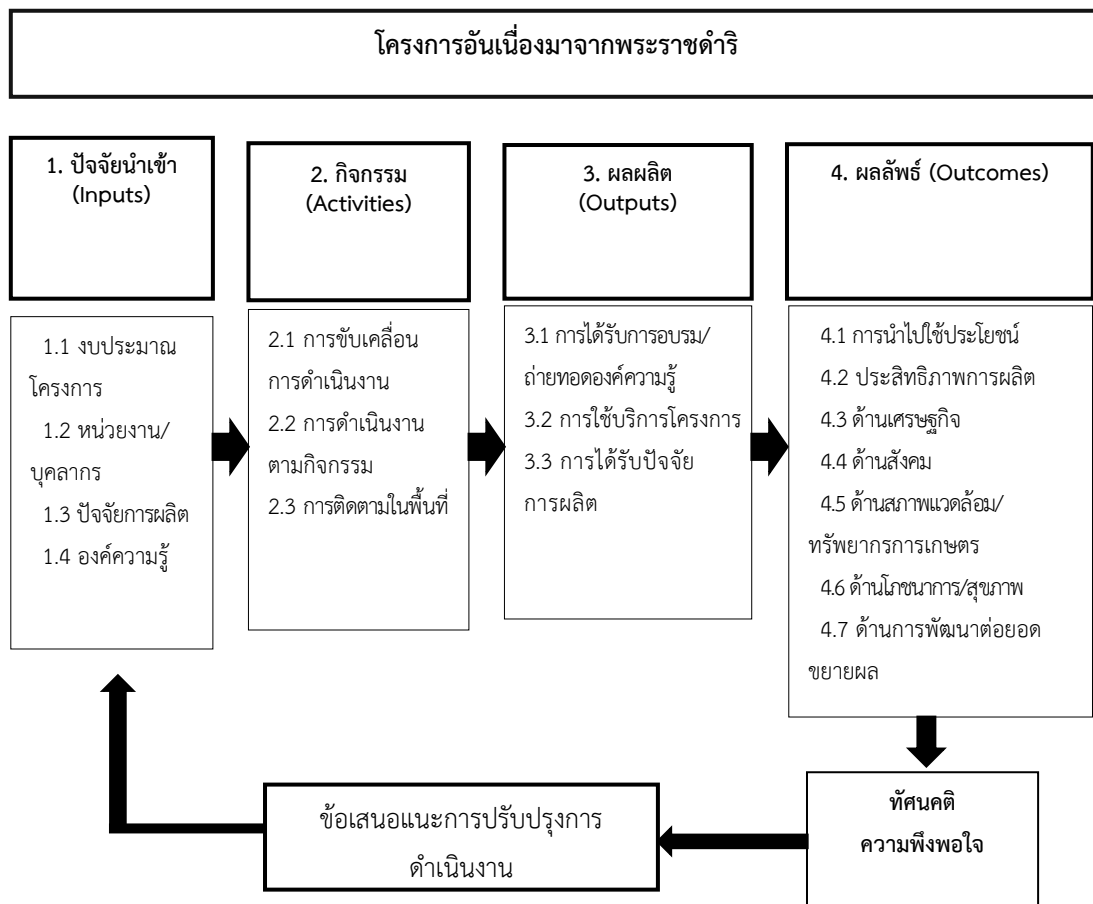 โครงการอันเนื่องมาจากพระราชดำริ
1. ปัจจัยนำเข้า
(Inputs)
2. กิจกรรม
(Activities)
3. ผลผลิต
(Outputs)
4. ผลลัพธ์ (Outcomes)
1.1 งบประมาณ
โครงการ
1.2 หน่วยงาน/
บุคลากร
1.3 ปัจจัยการผลิต
1.4 องค์ความรู้
2.1 การขับเคลื่อน
การดำเนินงาน
2.2 การดำเนินงาน
ตามกิจกรรม
2.3 การติดตามในพื้นที่
3.1 การได้รับการอบรม/
ถ่ายทอดองค์ความรู้
3.2 การใช้บริการโครงการ
3.3 การได้รับปัจจัย
การผลิต
4.1 การนำไปใช้ประโยชน์
4.2 ประสิทธิภาพการผลิต
4.3 ด้านเศรษฐกิจ
4.4 ด้านสังคม
4.5 ด้านสภาพแวดล้อม/
ทรัพยากรการเกษตร
4.6 ด้านโภชนาการ/สุขภาพ
4.7 ด้านการพัฒนาต่อยอด
ขยายผล
ทัศนคติ
ความพึงพอใจ
ข้อเสนอแนะการปรับปรุงการ
ดำเนินงาน